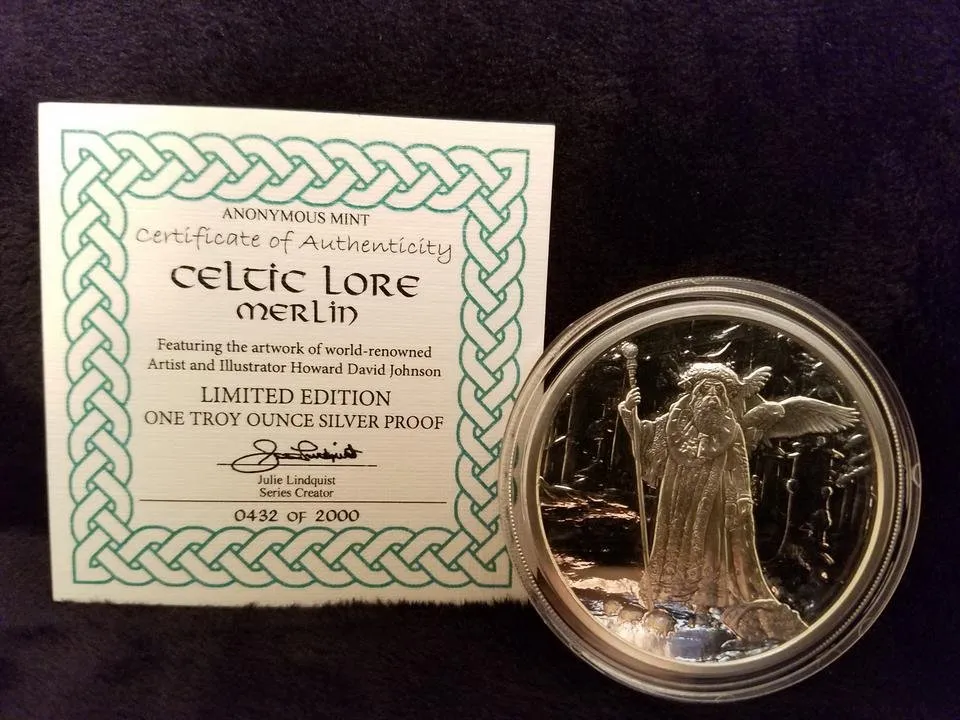 ANONYMOUS MINT
Certificate of Authenticity
CELTIC LORE
MERLIN
Featuring the artwork of world-renowned
Artist and Illustrator Howard David Johnson
LIMITED EDITION
ONE TROY OUNCE SILVER PROOF
Julie Lindquist
Series Creator
0432 OF 2000